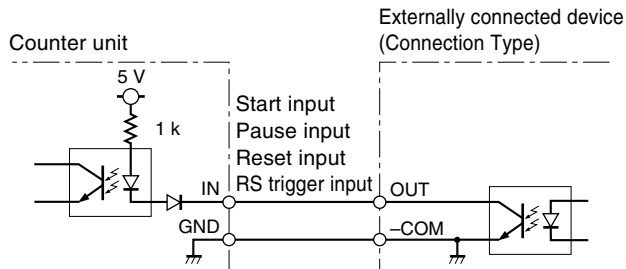 Externally connected device
(Connection Type)
Counter unit
5 V
1 k
Start input
Pause input
Reset input
RS trigger input
IN
OUT
GND
–COM